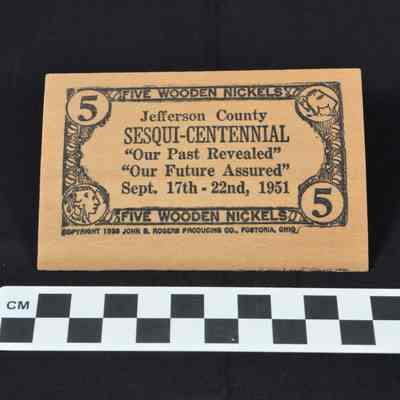 FIVE WOODEN NICKELS
5
Jefferson County
SESQUI-CENTENNIAL
"Our Past Revealed"
"Our Future Assured"
Sept. 17th - 22nd, 1951
5
FIVE WOODEN NICKELS
COPYRIGHT 1938 JOHN B. ROGERS PRODUCING CO., FOSTORIA, OHIO
CM